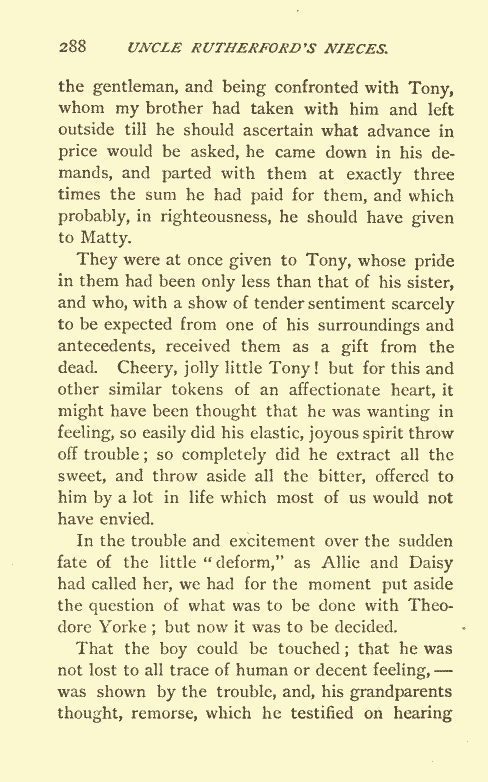 288 UNCLE RUTHERFORD'S NIECES.
the gentleman, and being confronted with Tony,
whom my brother had taken with him and left
outside till he should ascertain what advance in
price would be asked, he came down in his de-
mands, and parted with them at exactly three
times the sum he had paid for them, and which
probably, in righteousness, he should have given
to Matty.
They were at once given to Tony, whose pride
in them had been only less than that of his sister,
and who, with a show of tender sentiment scarcely
to be expected from one of his surroundings and
antecedents, received them as a gift from the
dead. Cheery, jolly little Tony! but for this and
other similar tokens of an affectionate heart, it
might have been thought that he was wanting in
feeling, so easily did his elastic, joyous spirit throw
off trouble; so completely did he extract all the
sweet, and throw aside all the bitter, offered to
him by a lot in life which most of us would not
have envied.
In the trouble and excitement over the sudden
fate of the little "deform," as Allie and Daisy
had called her, we had for the moment put aside
the question of what was to be done with Theo-
dore Yorke; but now it was to be decided.
That the boy could be touched; that he was
not lost to all trace of human or decent feeling,—
was shown by the trouble, and, his grandparents
thought, remorse, which he testified on hearing